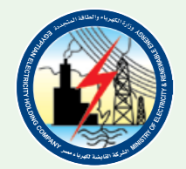 وزارة الكهرباء والطاقة المتجددة
MINISTRY OF ELECTRICITY & RENEWABLE ENERGY
الشركة القابضة لكهرباء مصر
EGYPTIAN ELECTRICITY HOLDING COMPANY